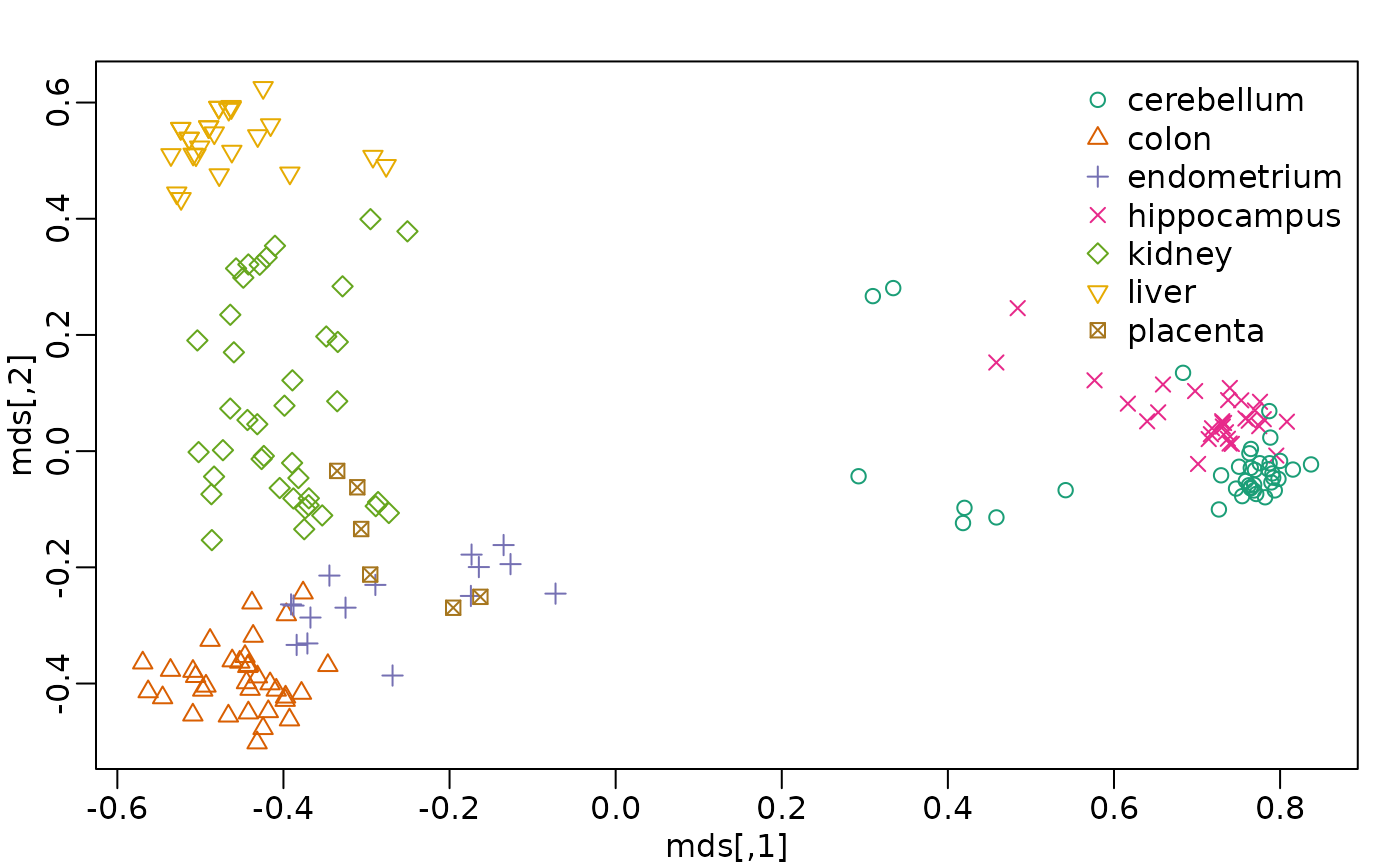 cerebellum
colon
endometrium
hippocampus
kidney
liver
placenta
mds[,2]
0.6
0.4
0.2
0.0
-0.2
-0.4
-0.6 -0.4 -0.2 0.0 0.2 0.4 0.6 0.8
mds[,1]